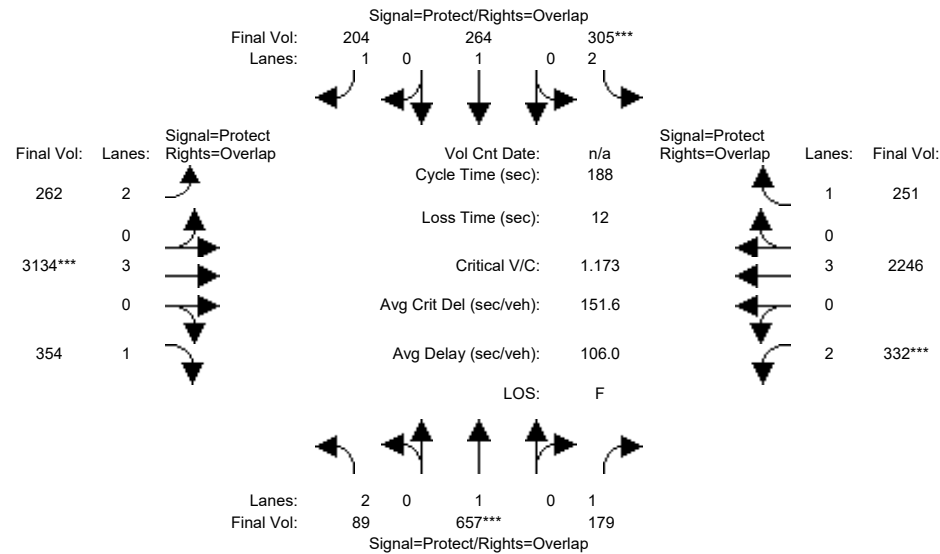 Signal=Protect/Rights=Overlap
Final Vol: 204 264 305***
Lanes: 1 0 1 0 2
Signal=Protect Signal=Protect
Final Vol: Lanes: Rights=Overlap Vol Cnt Date: n/a Rights=Overlap Lanes: Final Vol:
Cycle Time (sec): 188
262 2 1 251
Loss Time (sec): 12
0 0
3134*** 3 Critical V/C: 1.173 3 2246
0 Avg Crit Del (sec/veh): 151.6 0
354 1 Avg Delay (sec/veh): 106.0 2 332***
LOS: F
Lanes: 2 0 1 0 1
Final Vol: 89 657*** 179
Signal=Protect/Rights=Overlap